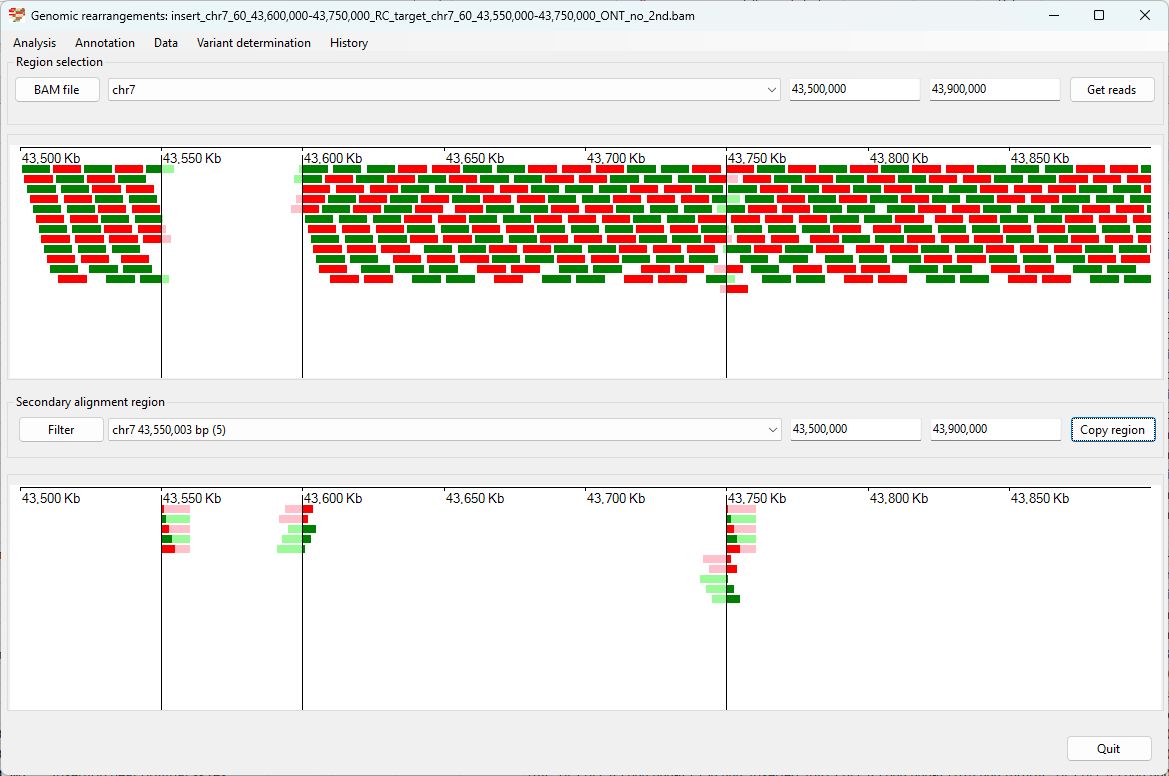 Genomic rearrangements: insert_chr7_60_43,600,000-43,750,000_RC_target_chr7_60_43,550,000-43,750,000_ONT_no_2nd.bam
Analysis Annotation Data Variant determination History
Region selection
BAM file chr7 43,500,000 43,900,000 Get reads
43,500 Kb 43,550 Kb 43,600 Kb 43,650 Kb 43,700 Kb 43,750 Kb 43,800 Kb 43,850 Kb
Secondary alignment region
Filter chr7 43,550,003 bp (5) 43,500,000 43,900,000 Copy region
43,500 Kb 43,550 Kb 43,600 Kb 43,650 Kb 43,700 Kb 43,750 Kb 43,800 Kb 43,850 Kb
Quit